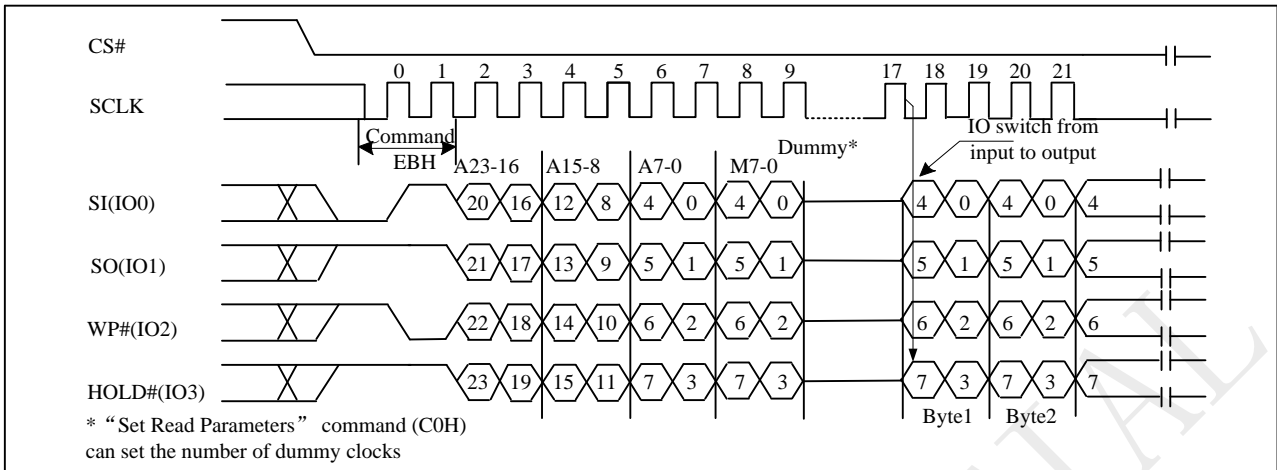 CS#
0 1 2 3 4 5 6 7 8 9 17 18 19 20 21
SCLK
Command
EBH
Dummy*
IO switch from
input to output
A23-16 A15-8 A7-0 M7-0
SI(IO0) 20 16 12 8 4 0 4 0 4 0 4 0 4
SO(IO1) 21 17 13 9 5 1 5 1 5 1 5 1 5
WP#(IO2) 22 18 14 10 6 2 6 2 6 2 6 2 6
HOLD#(IO3) 23 19 15 11 7 3 7 3 7 3 7 3 7
Byte1 Byte2
* “Set Read Parameters” command (C0H)
can set the number of dummy clocks